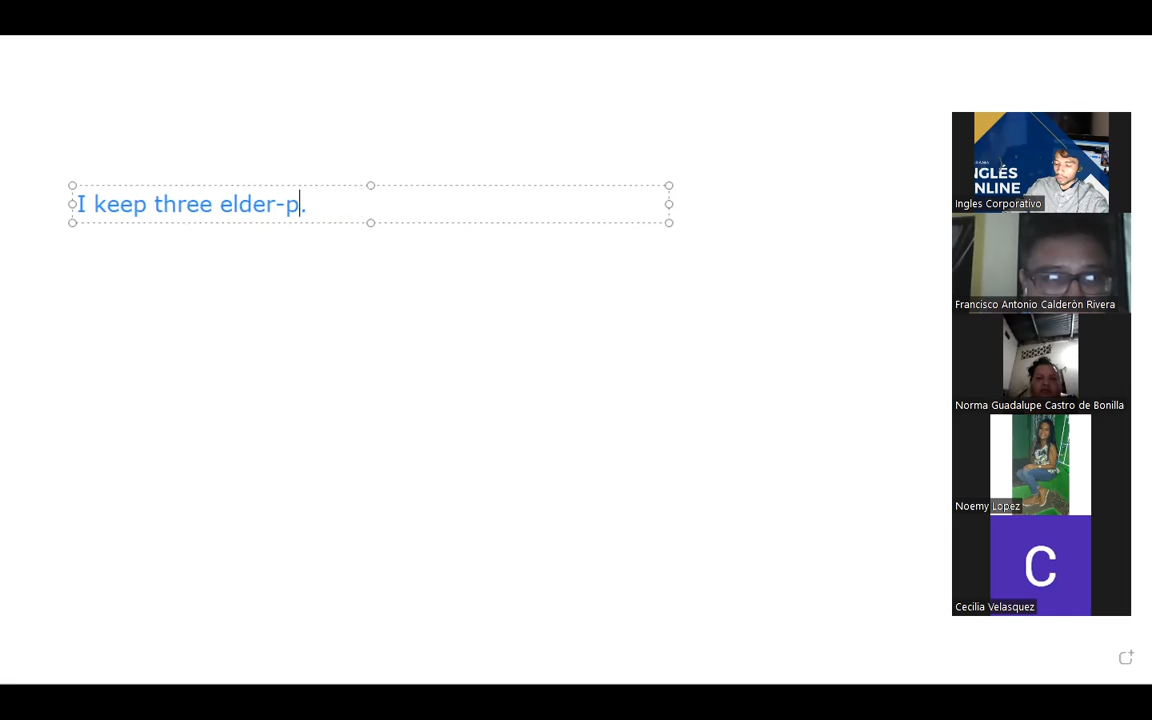 I keep three elder-p.
NGLÉS
NLINE
Ingles Corporativo
Francisco Antonio Calderón Rivera
Norma Guadalupe Castro de Bonilla
Noemy Lopez
C
Cecilia Velasquez